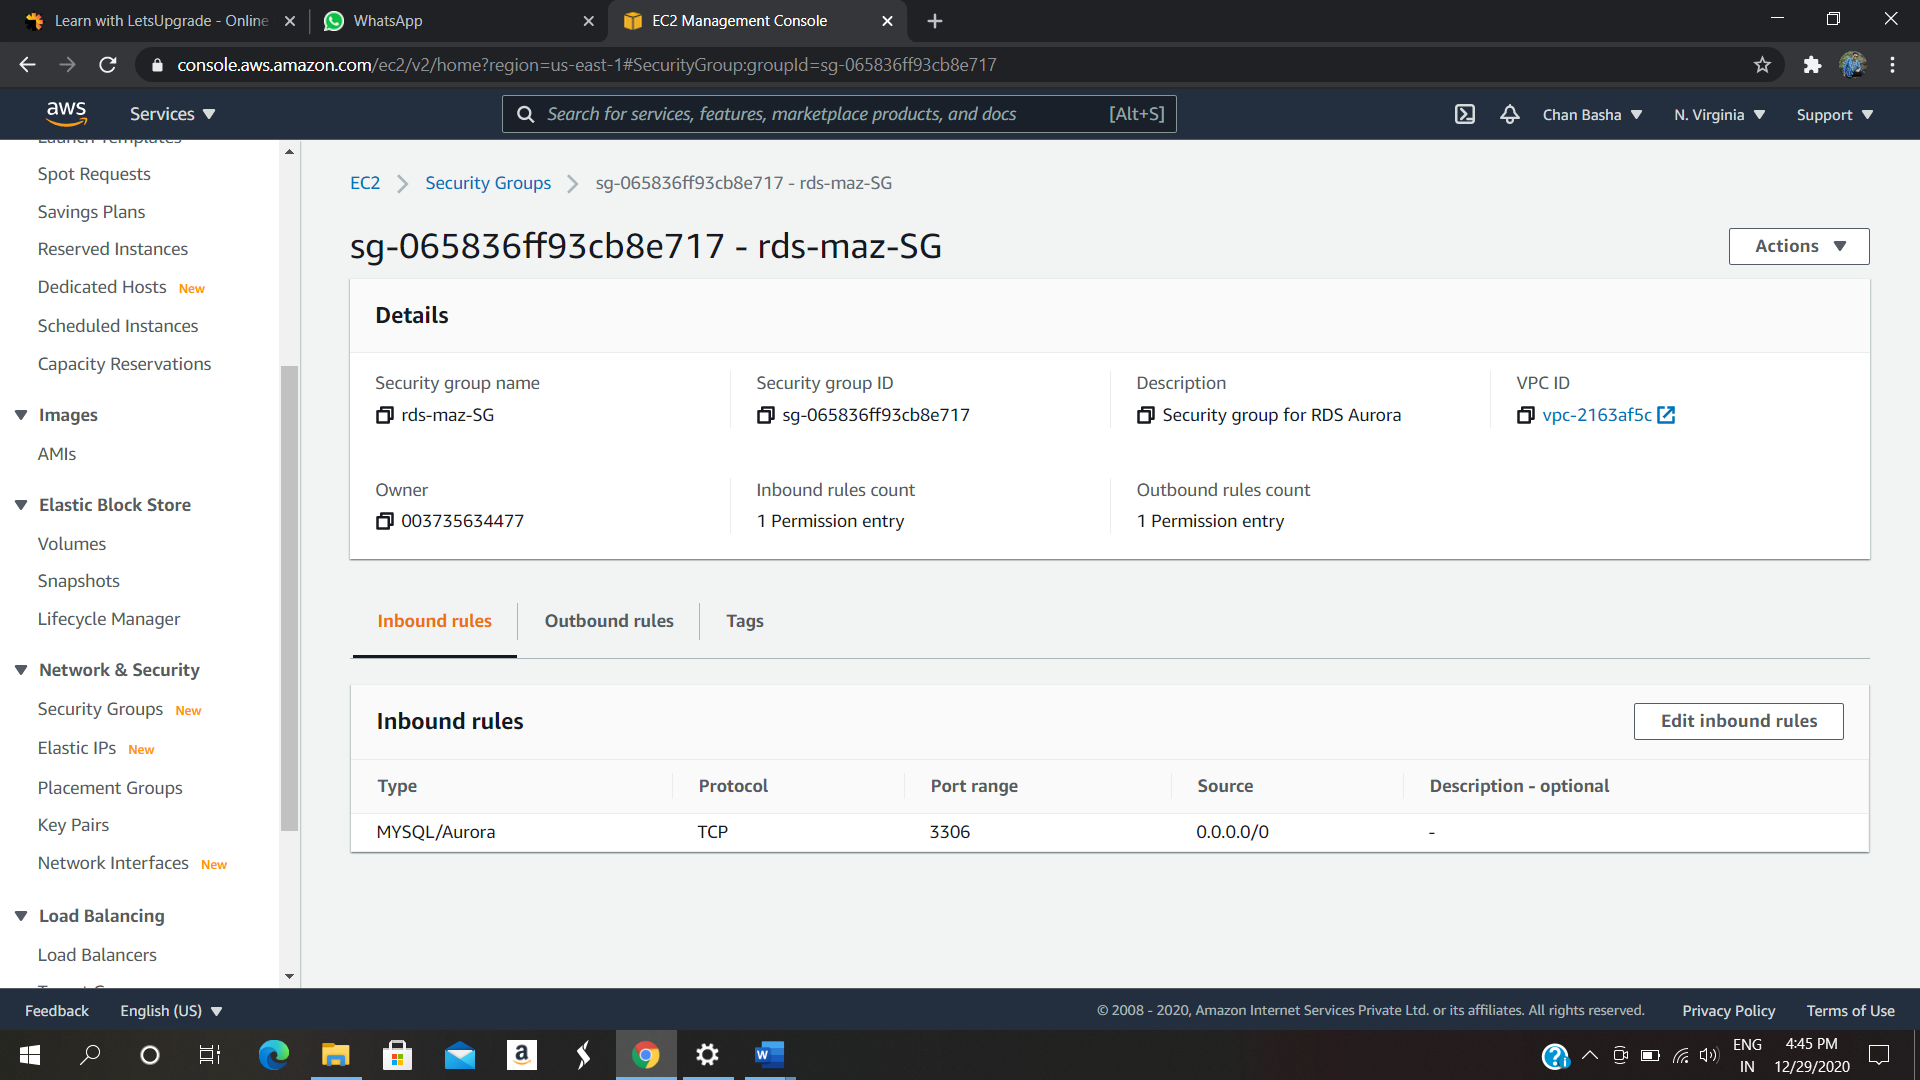 Learn with LetsUpgrade - Online
WhatsApp
EC2 Management Console
console.aws.amazon.com/ec2/v2/home?region=us-east-1#SecurityGroup:groupId=sg-065836ff93cb8e717
aws
Services
Search for services, features, marketplace products, and docs
[Alt+S]
Chan Basha
N. Virginia
Support
Launch Templates
Spot Requests
Savings Plans
Reserved Instances
Dedicated Hosts New
Scheduled Instances
Capacity Reservations
Images
AMIs
Elastic Block Store
Volumes
Snapshots
Lifecycle Manager
Network & Security
Security Groups New
Elastic IPs New
Placement Groups
Key Pairs
Network Interfaces New
Load Balancing
Load Balancers
EC2 > Security Groups > sg-065836ff93cb8e717 - rds-maz-SG
sg-065836ff93cb8e717 - rds-maz-SG
Actions
Details
Security group name
rds-maz-SG
Security group ID
sg-065836ff93cb8e717
Description
Security group for RDS Aurora
VPC ID
vpc-2163af5c
Owner
003735634477
Inbound rules count
1 Permission entry
Outbound rules count
1 Permission entry
Inbound rules
Outbound rules
Tags
Inbound rules
Edit inbound rules
Type Protocol Port range Source Description - optional
MYSQL/Aurora TCP 3306 0.0.0.0/0 -
Feedback
English (US)
© 2008 - 2020, Amazon Internet Services Private Ltd. or its affiliates. All rights reserved.
Privacy Policy
Terms of Use
ENG
IN
4:45 PM
12/29/2020